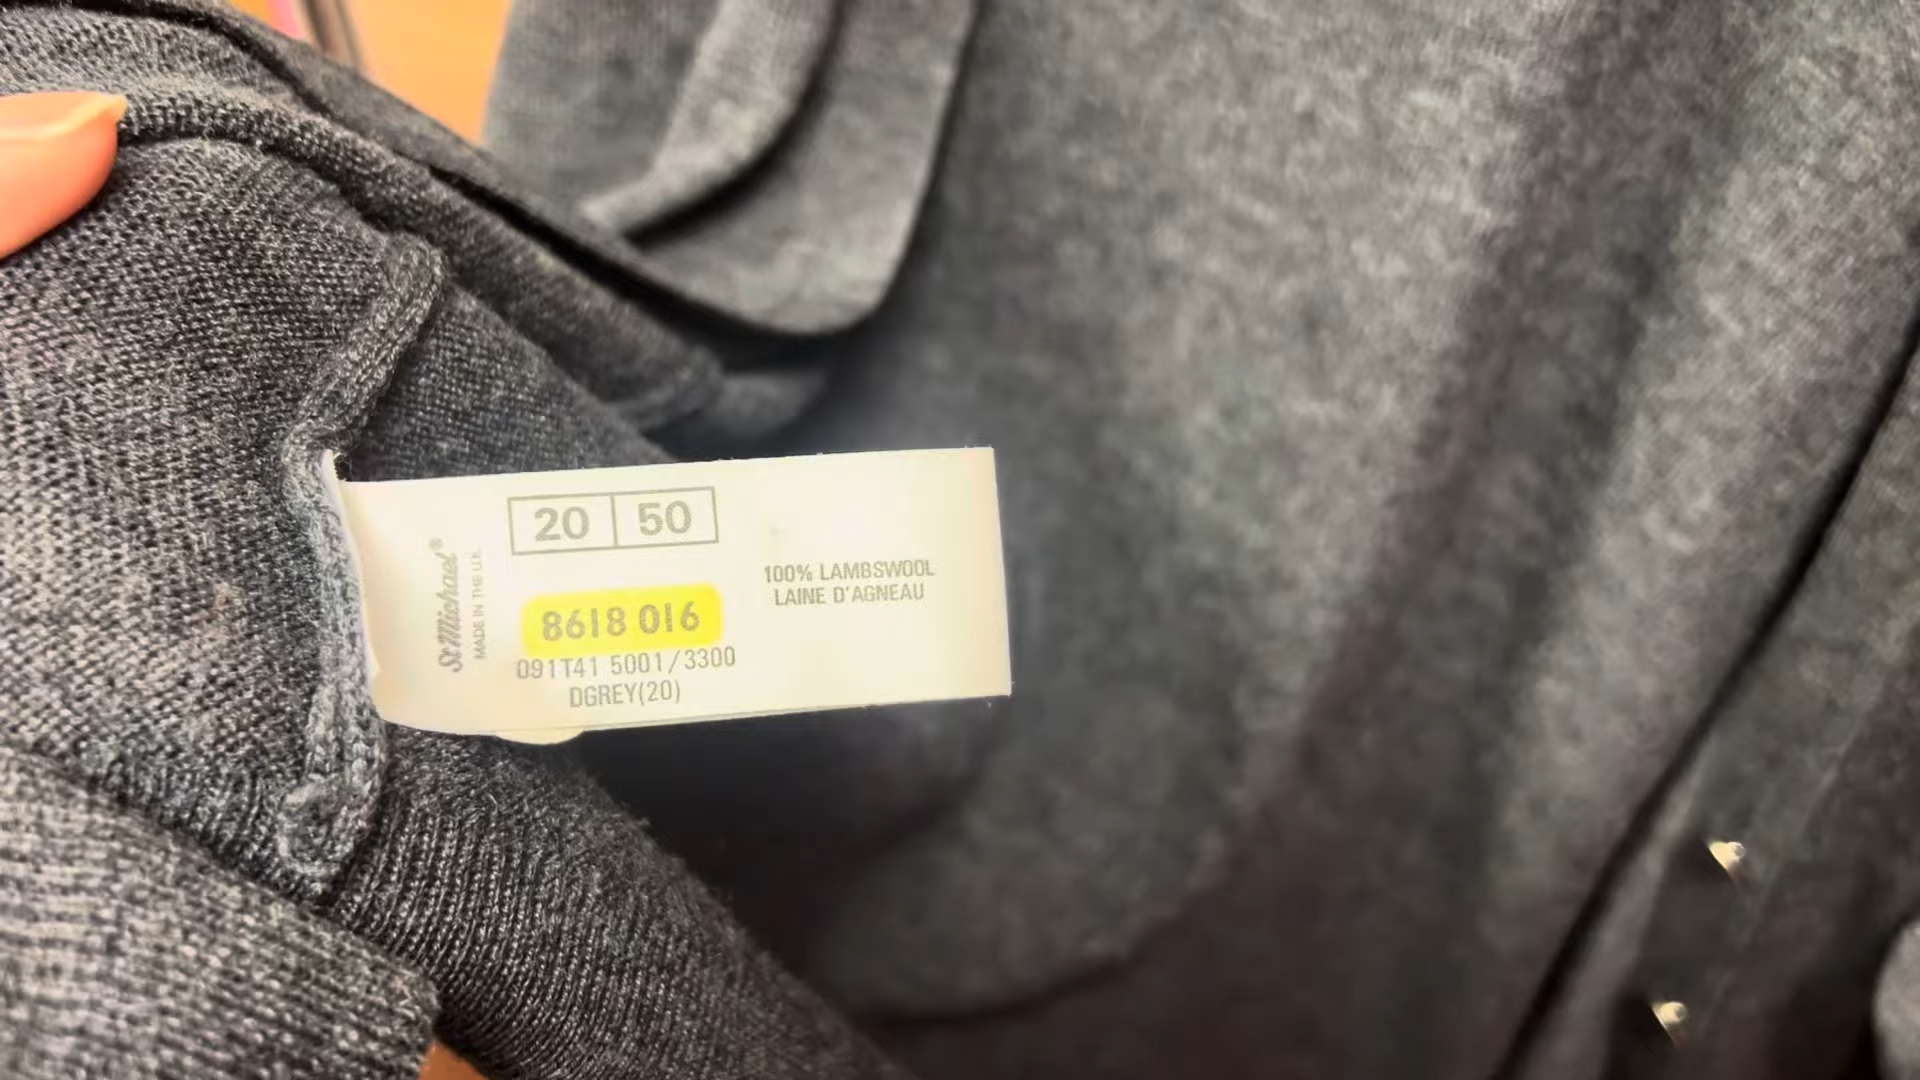 St Michael®
MADE IN THE U.K.
20 50
8618 016
091T41 5001/3300
DGREY(20)
100% LAMBSWOOL
LAINE D'AGNEAU